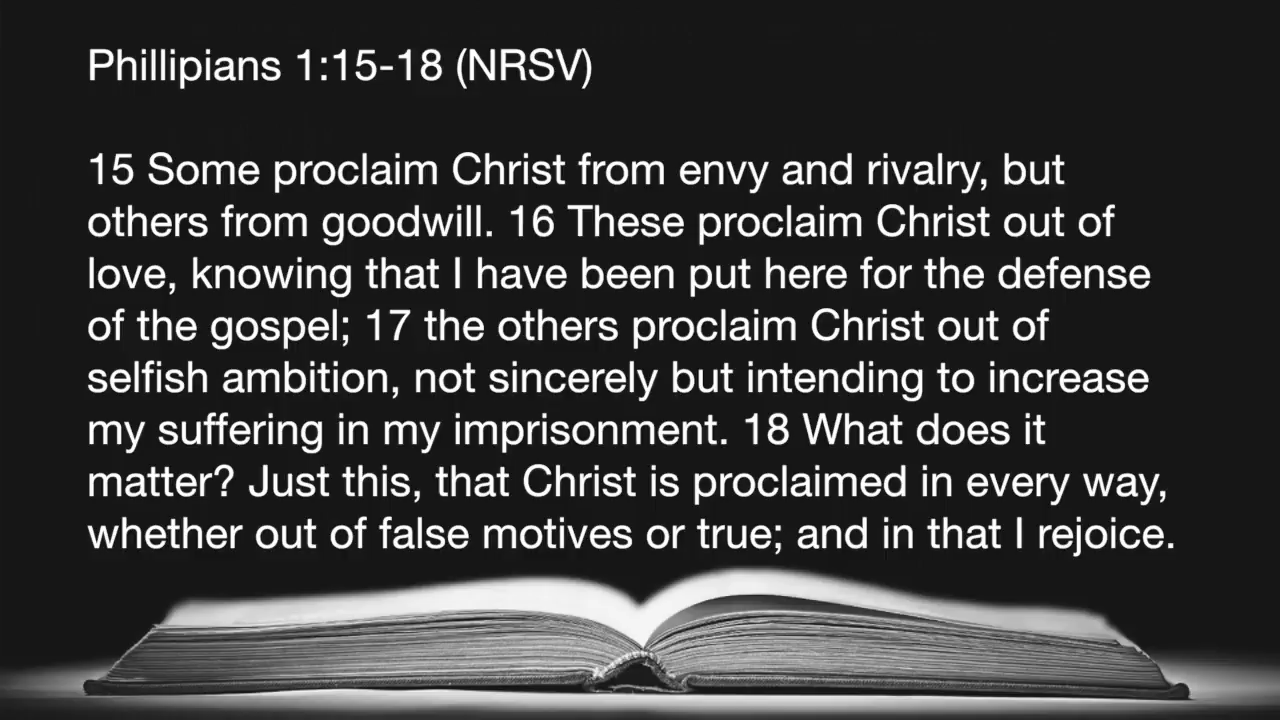 Phillipians 1:15-18 (NRSV)
15 Some proclaim Christ from envy and rivalry, but
others from goodwill. 16 These proclaim Christ out of
love, knowing that I have been put here for the defense
of the gospel; 17 the others proclaim Christ out of
selfish ambition, not sincerely but intending to increase
my suffering in my imprisonment. 18 What does it
matter? Just this, that Christ is proclaimed in every way,
whether out of false motives or true; and in that I rejoice.